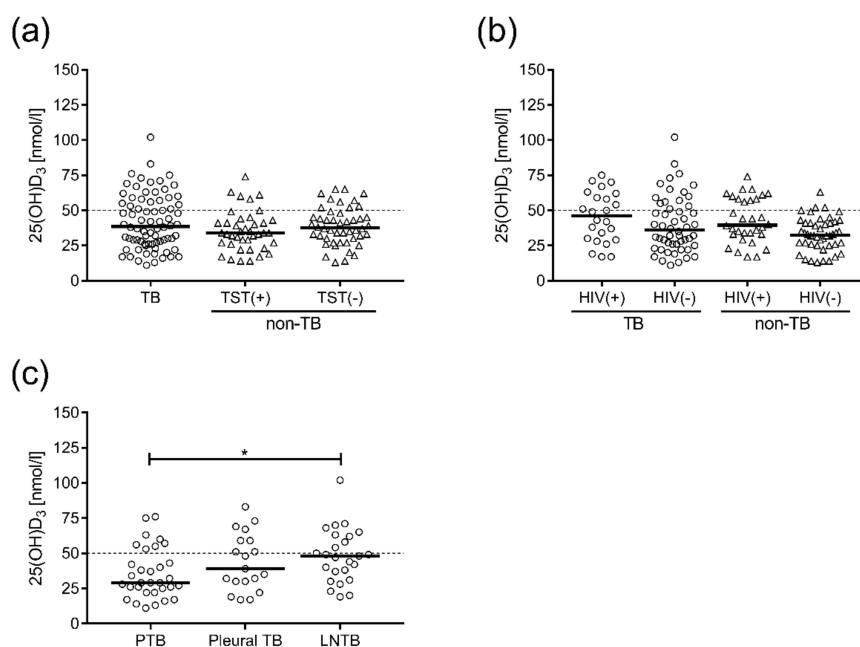 (a)
25(OH)D3 [nmol/l]
150
125
100
75
50
25
0
TB
TST(+)
TST(-)
non-TB
(b)
25(OH)D3 [nmol/l]
150
125
100
75
50
25
0
HIV(+)
HIV(-)
HIV(+)
HIV(-)
TB
non-TB
(c)
25(OH)D3 [nmol/l]
150
125
100
75
50
25
0
*
PTB
Pleural TB
LNTB